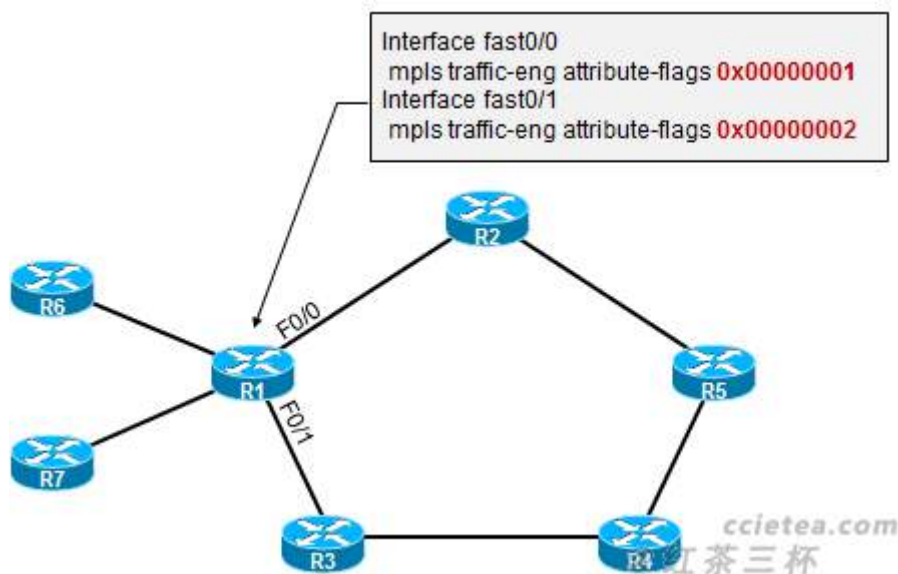 Interface fast0/0
mpls traffic-eng attribute-flags 0x00000001
Interface fast0/1
mpls traffic-eng attribute-flags 0x00000002
R2
R6
F0/0
R1
R5
F0/1
R7
R3
R4
ccietea.com
红茶三杯